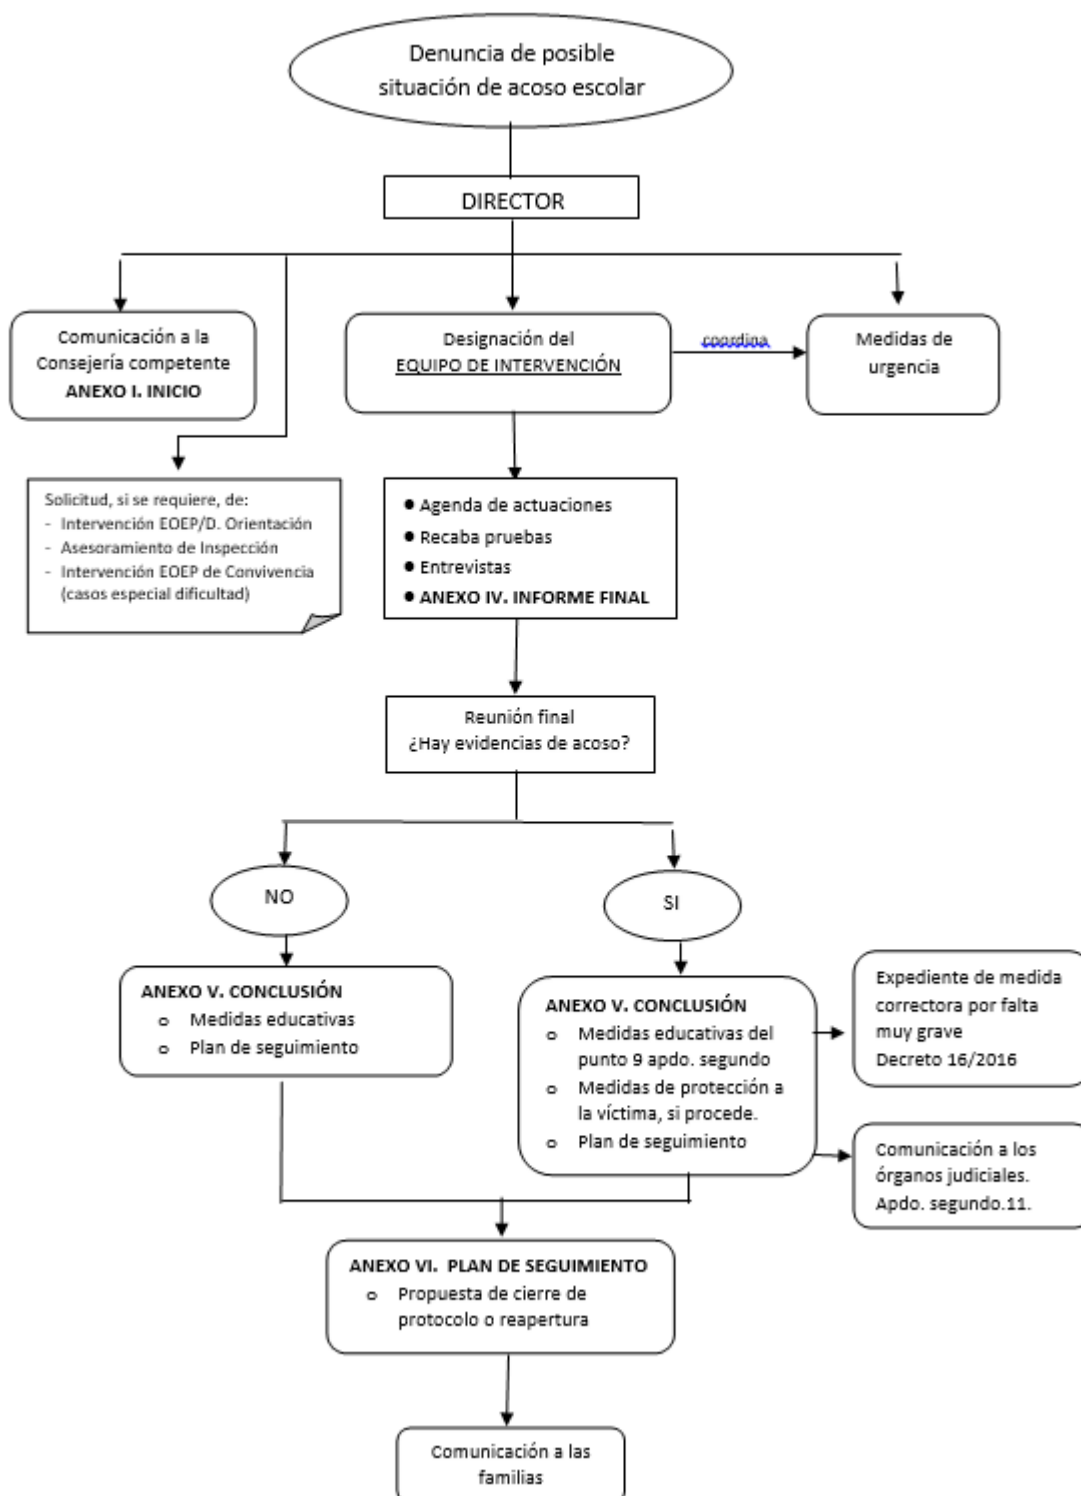 Denuncia de posible
situación de acoso escolar
DIRECTOR
Comunicación a la
Consejería competente
ANEXO I. INICIO
Designación del
EQUIPO DE INTERVENCIÓN
coordina
Medidas de
urgencia
Solicitud, si se requiere, de:
- Intervención EOEP/D. Orientación
- Asesoramiento de Inspección
- Intervención EOEP de Convivencia
(casos especial dificultad)
● Agenda de actuaciones
● Recaba pruebas
● Entrevistas
● ANEXO IV. INFORME FINAL
Reunión final
¿Hay evidencias de acoso?
NO
SI
ANEXO V. CONCLUSIÓN
o Medidas educativas
o Plan de seguimiento
ANEXO V. CONCLUSIÓN
o Medidas educativas del
punto 9 apdo. segundo
o Medidas de protección a
la víctima, si procede.
o Plan de seguimiento
Expediente de medida
correctora por falta
muy grave
Decreto 16/2016
Comunicación a los
órganos judiciales.
Apdo. segundo.11.
ANEXO VI. PLAN DE SEGUIMIENTO
o Propuesta de cierre de
protocolo o reapertura
Comunicación a las
familias